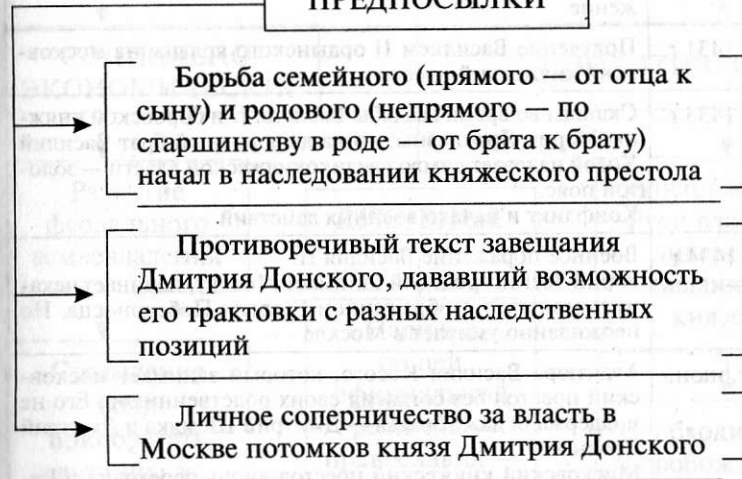 ПРЕДПОСЫЛКИ
Борьба семейного (прямого — от отца к
сыну) и родового (непрямого — по
старшинству в роде — от брата к брату)
начал в наследовании княжеского престола
Противоречивый текст завещания
Дмитрия Донского, дававший возможность
его трактовки с разных наследственных
позиций
Личное соперничество за власть в
Москве потомков князя Дмитрия Донского